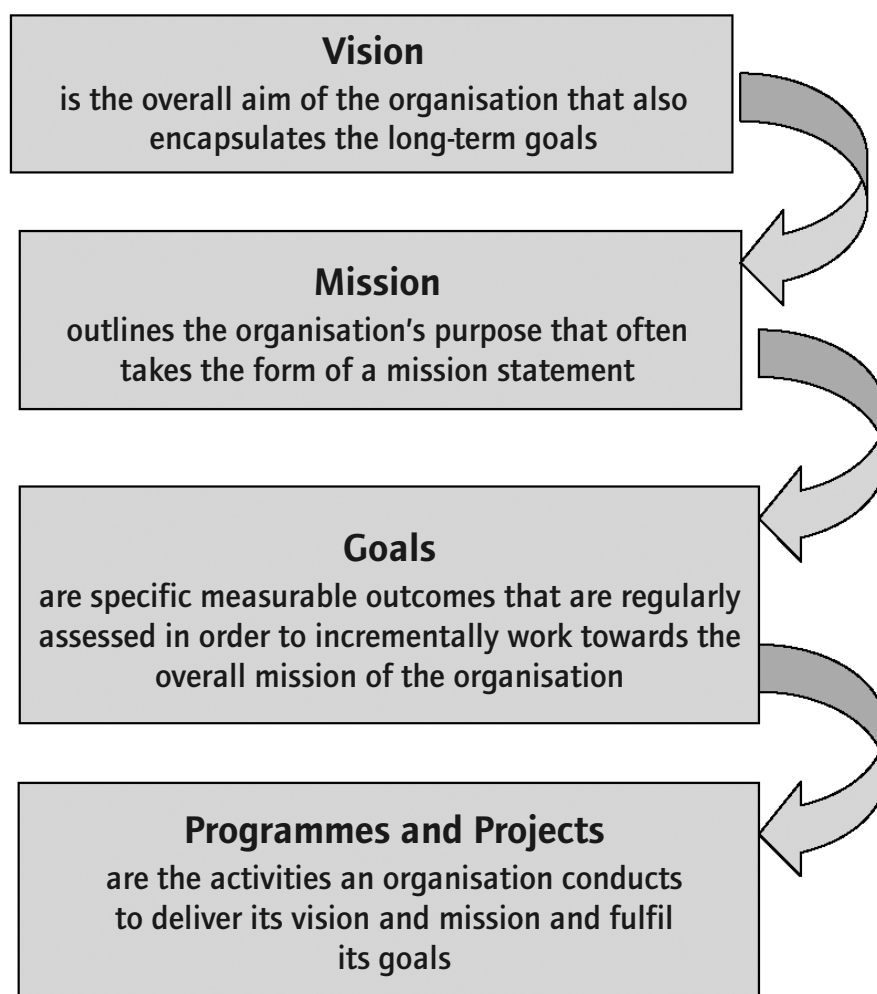 Vision
is the overall aim of the organisation that also
encapsulates the long-term goals
Mission
outlines the organisation's purpose that often
takes the form of a mission statement
Goals
are specific measurable outcomes that are regularly
assessed in order to incrementally work towards the
overall mission of the organisation
Programmes and Projects
are the activities an organisation conducts
to deliver its vision and mission and fulfil
its goals